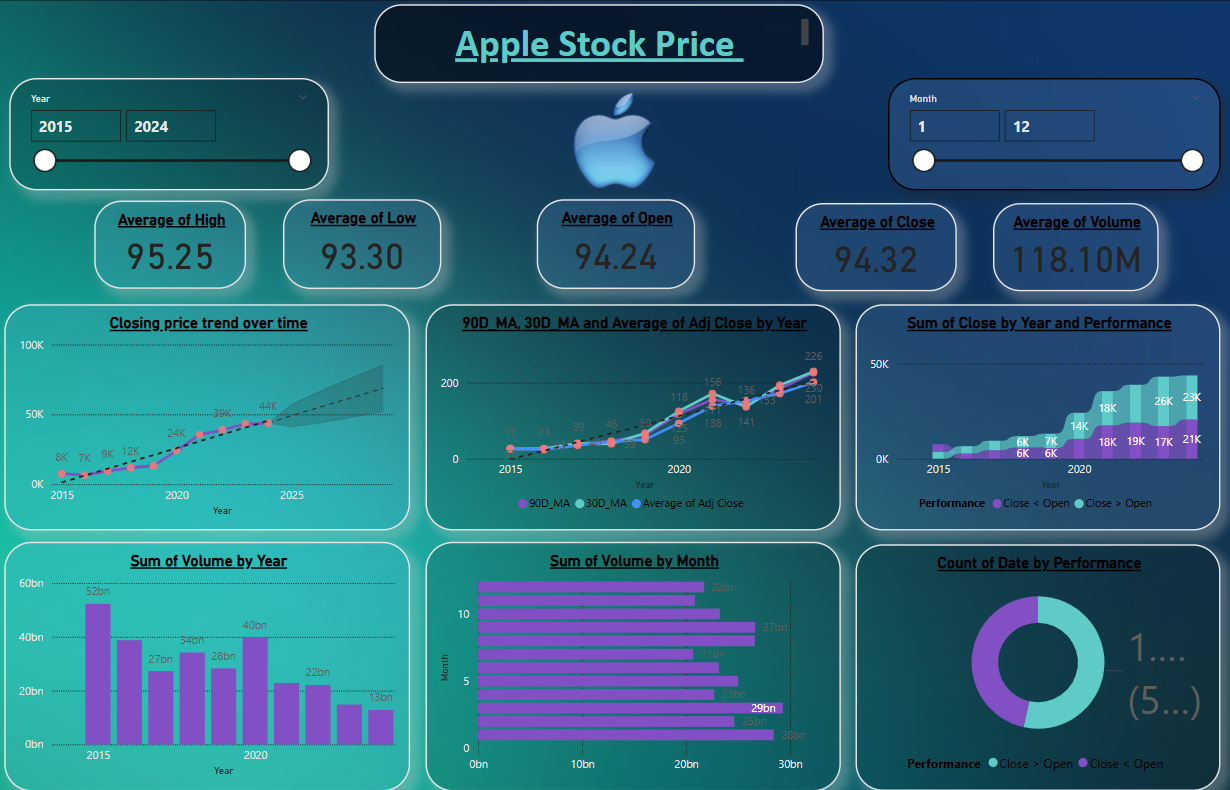 Apple Stock Price
Year
2015 2024
Month
1 12
Average of High
95.25
Average of Low
93.30
Average of Open
94.24
Average of Close
94.32
Average of Volume
118.10M
Closing price trend over time
100K
50K
0K
8K 7K 9K 12K 24K 39K 44K
2015 2020 2025
Year
90D_MA, 30D_MA and Average of Adj Close by Year
200
0
26 24 39 46 59 118 156 136 226
93 138 141 153 201
2015 2020
Year
90D_MA 30D_MA Average of Adj Close
Sum of Close by Year and Performance
50K
0K
6K 7K 14K 18K 26K 23K
6K 6K 18K 19K 17K 21K
2015 2020
Year
Performance Close < Open Close > Open
Sum of Volume by Year
60bn
40bn
20bn
0bn
52bn 27bn 34bn 28bn 40bn 22bn 13bn
2015 2020
Year
Sum of Volume by Month
Month
10
5
0
22bn
27bn
21bn
23bn
29bn
25bn
28bn
0bn 10bn 20bn 30bn
Count of Date by Performance
1....
(5...)
Performance Close > Open Close < Open